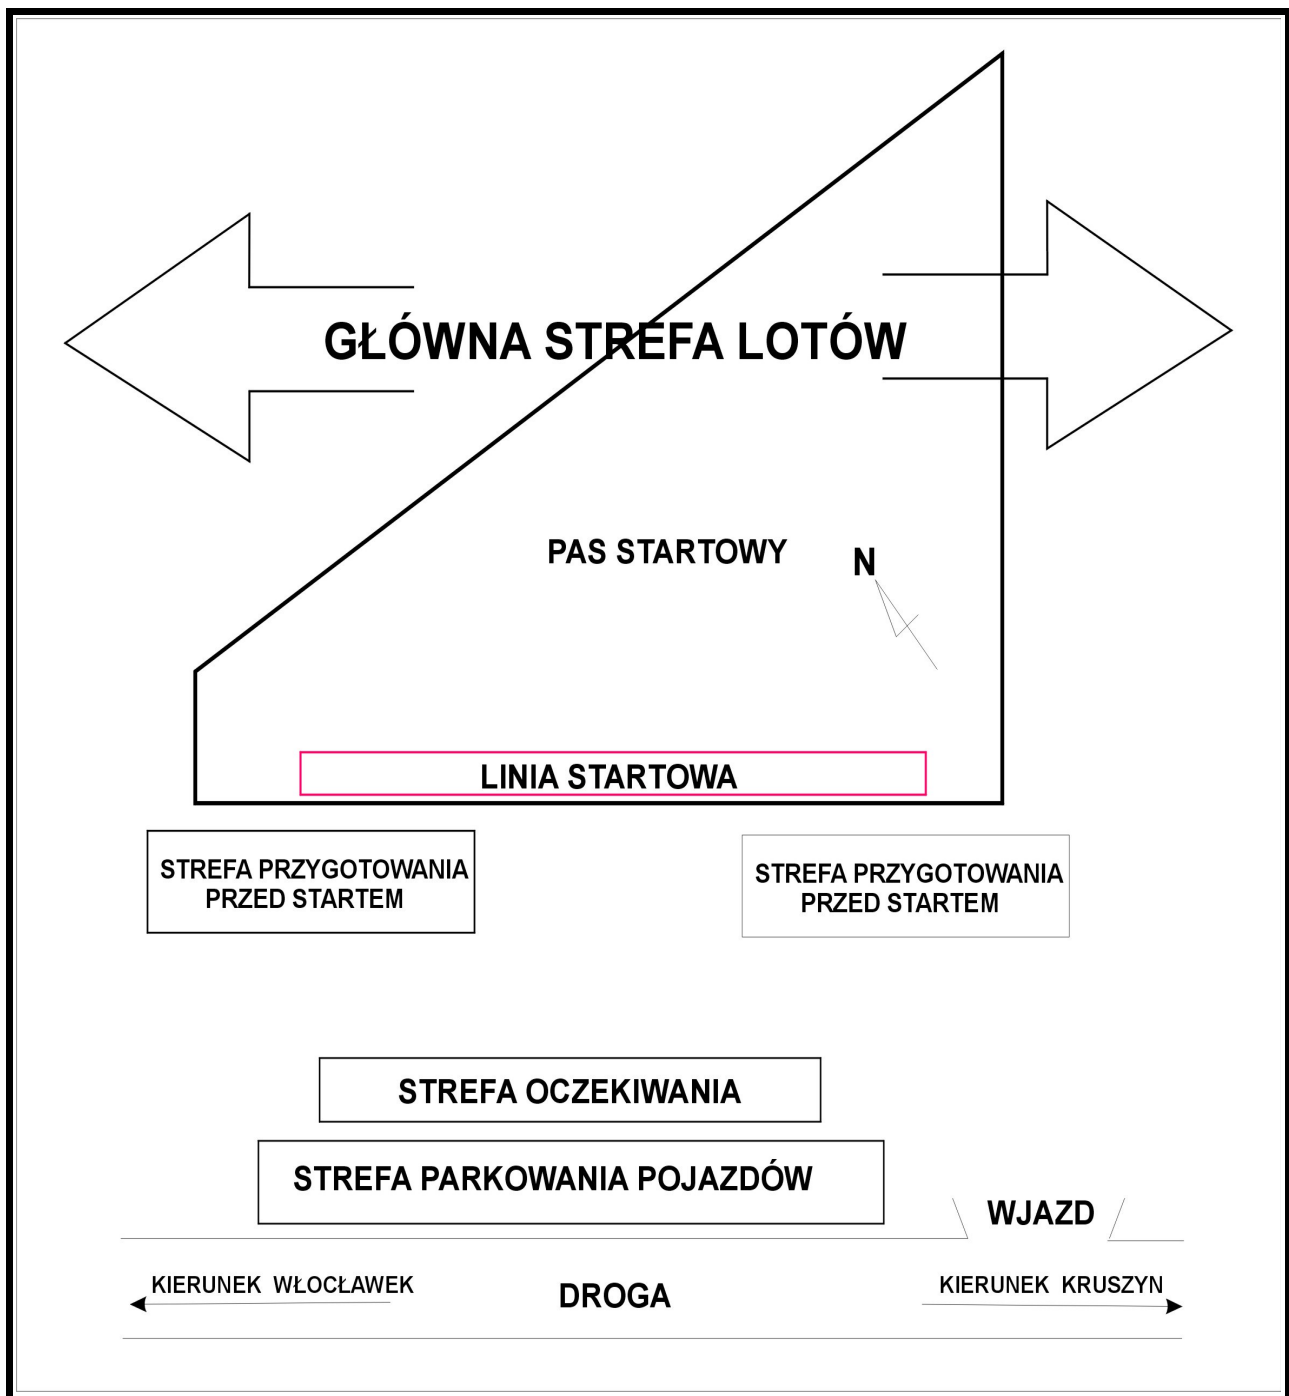 GŁÓWNA STREFA LOTÓW
PAS STARTOWY
N
LINIA STARTOWA
STREFA PRZYGOTOWANIA
PRZED STARTEM
STREFA PRZYGOTOWANIA
PRZED STARTEM
STREFA OCZEKIWANIA
STREFA PARKOWANIA POJAZDÓW
WJAZD
KIERUNEK WŁOCŁAWEK
DROGA
KIERUNEK KRUSZYN